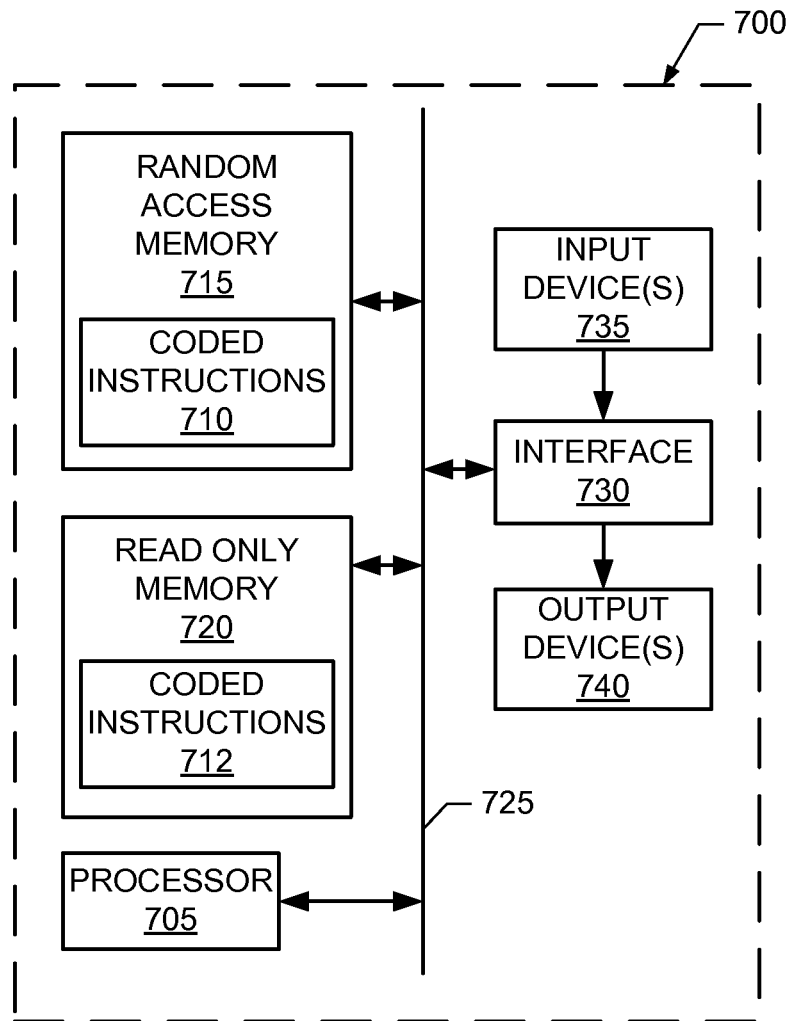 700
RANDOM
ACCESS
MEMORY
715
CODED
INSTRUCTIONS
710
READ ONLY
MEMORY
720
CODED
INSTRUCTIONS
712
PROCESSOR
705
INPUT
DEVICE(S)
735
INTERFACE
730
OUTPUT
DEVICE(S)
740
725